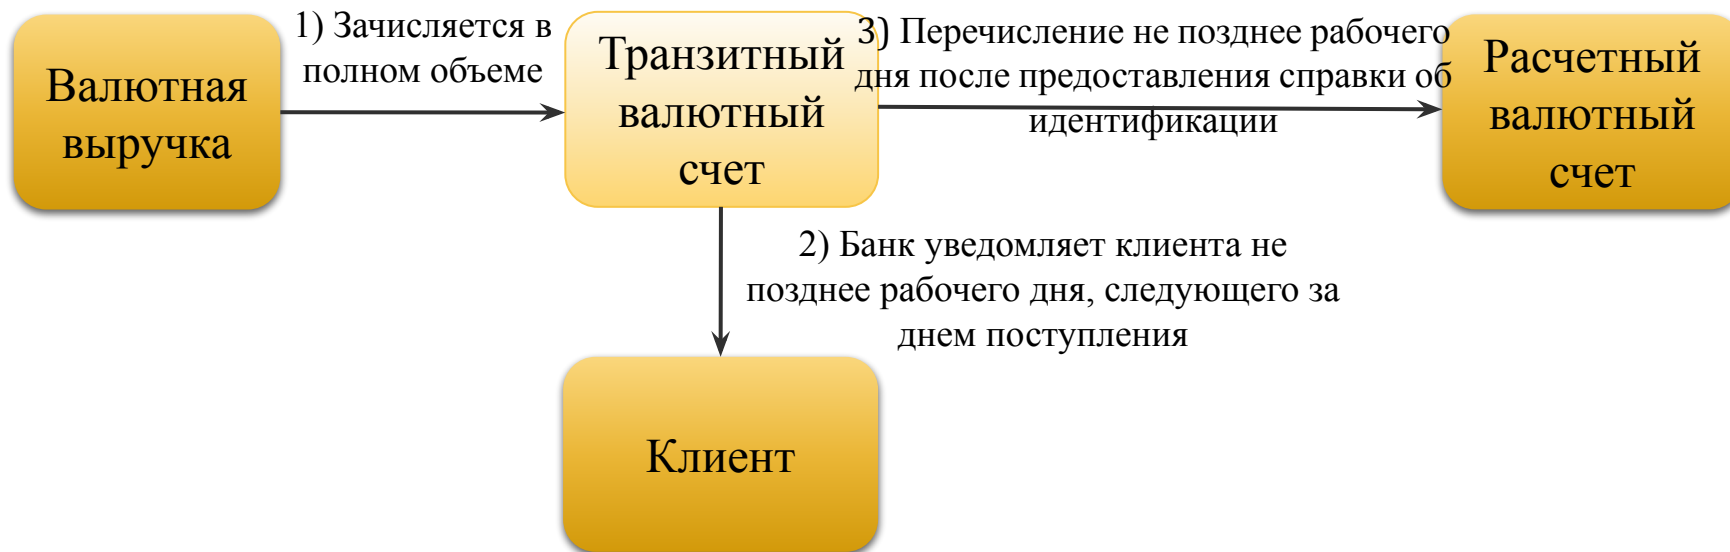 Валютная
выручка
1) Зачисляется в
полном объеме
Транзитный
валютный
счет
3) Перечисление не позднее рабочего
дня после предоставления справки об
идентификации
Расчетный
валютный
счет
2) Банк уведомляет клиента не
позднее рабочего дня, следующего за
днем поступления
Клиент